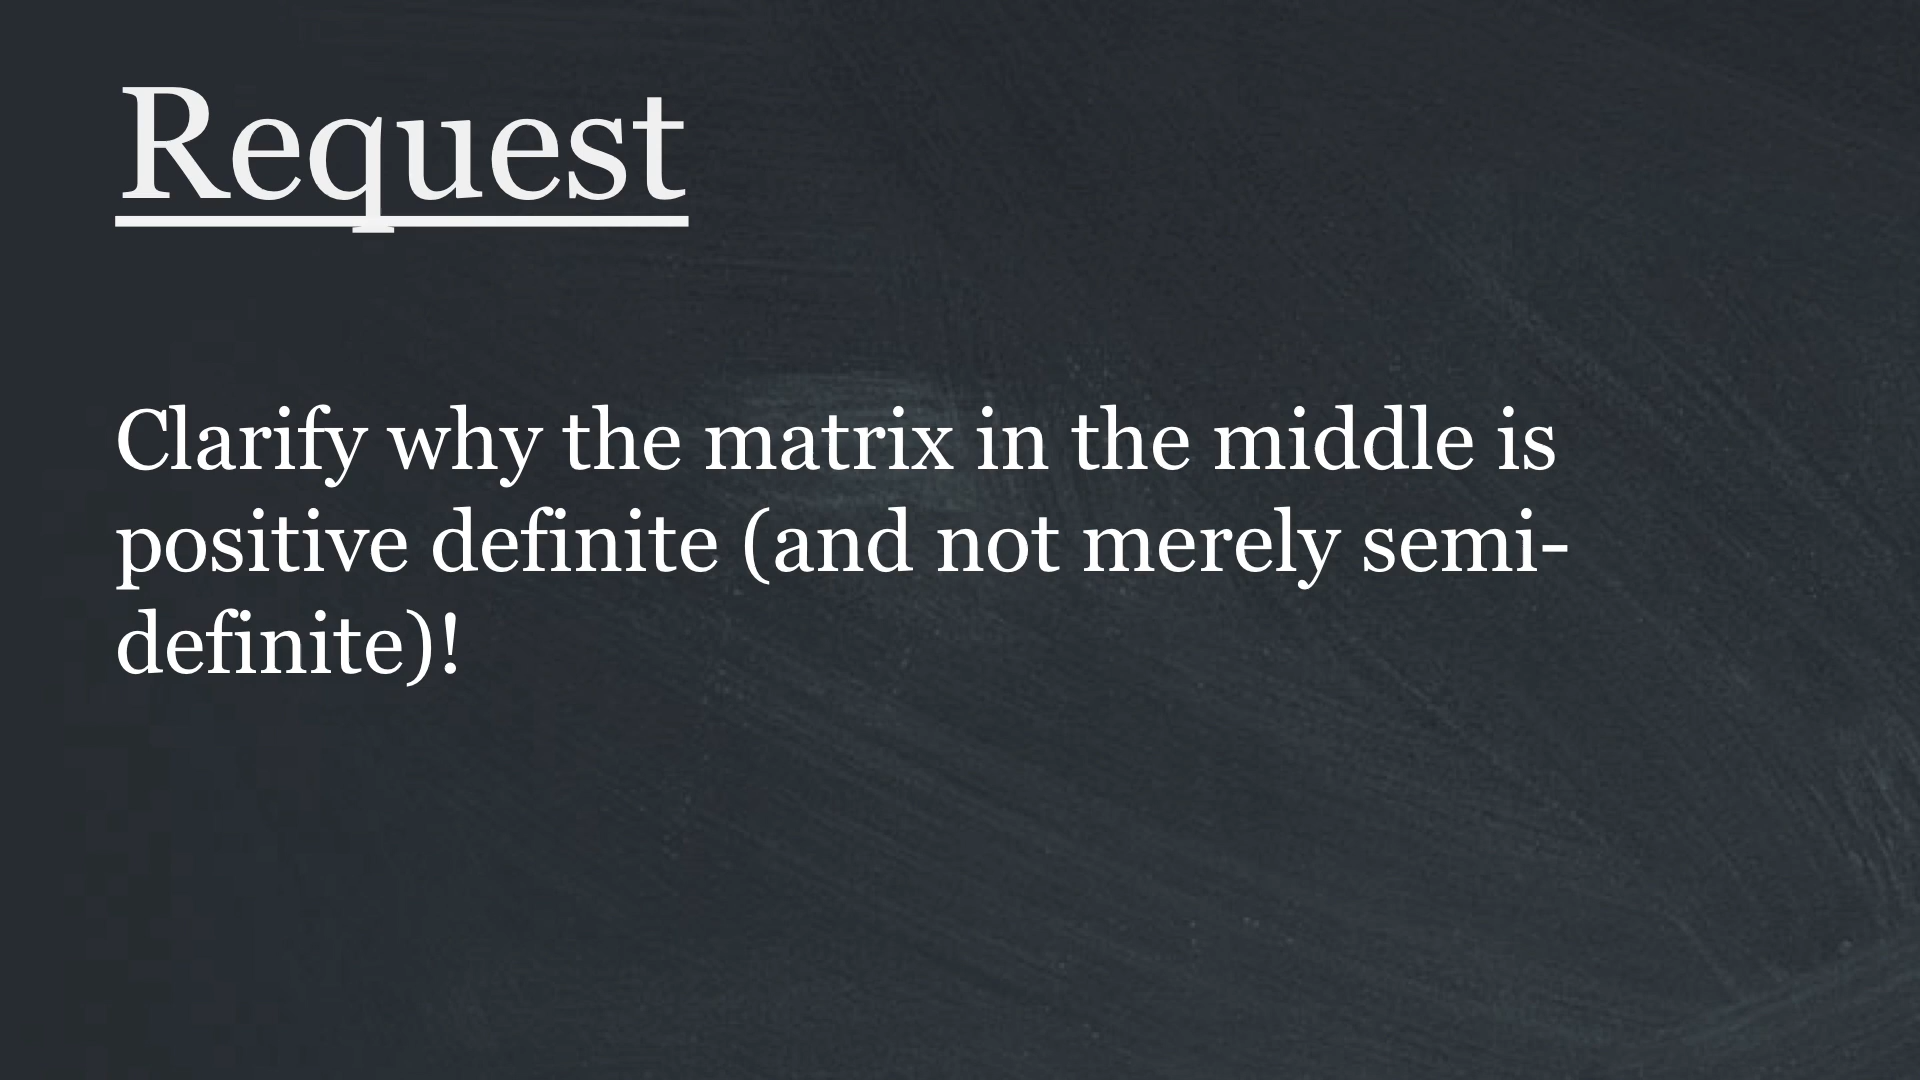 Request
Clarify why the matrix in the middle is
positive definite (and not merely semi-
definite)!